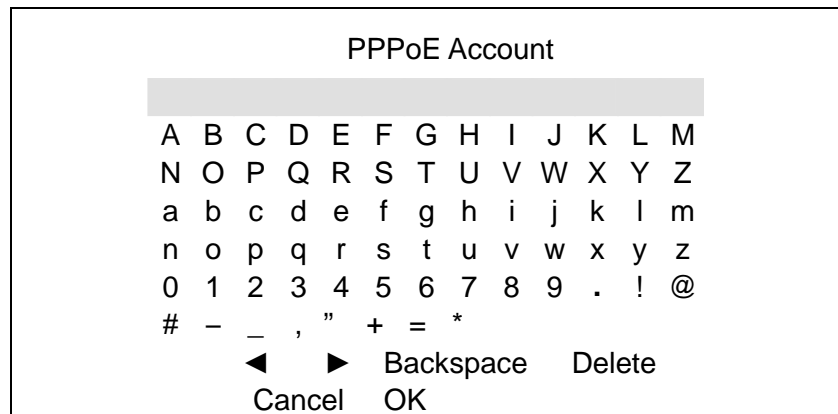 PPPoE Account
A B C D E F G H I J K L M
N O P Q R S T U V W X Y Z
a b c d e f g h i j k l m
n o p q r s t u v w x y z
0 1 2 3 4 5 6 7 8 9 . ! @
# – _ , ” + = *
◄ ► Backspace Delete
Cancel OK